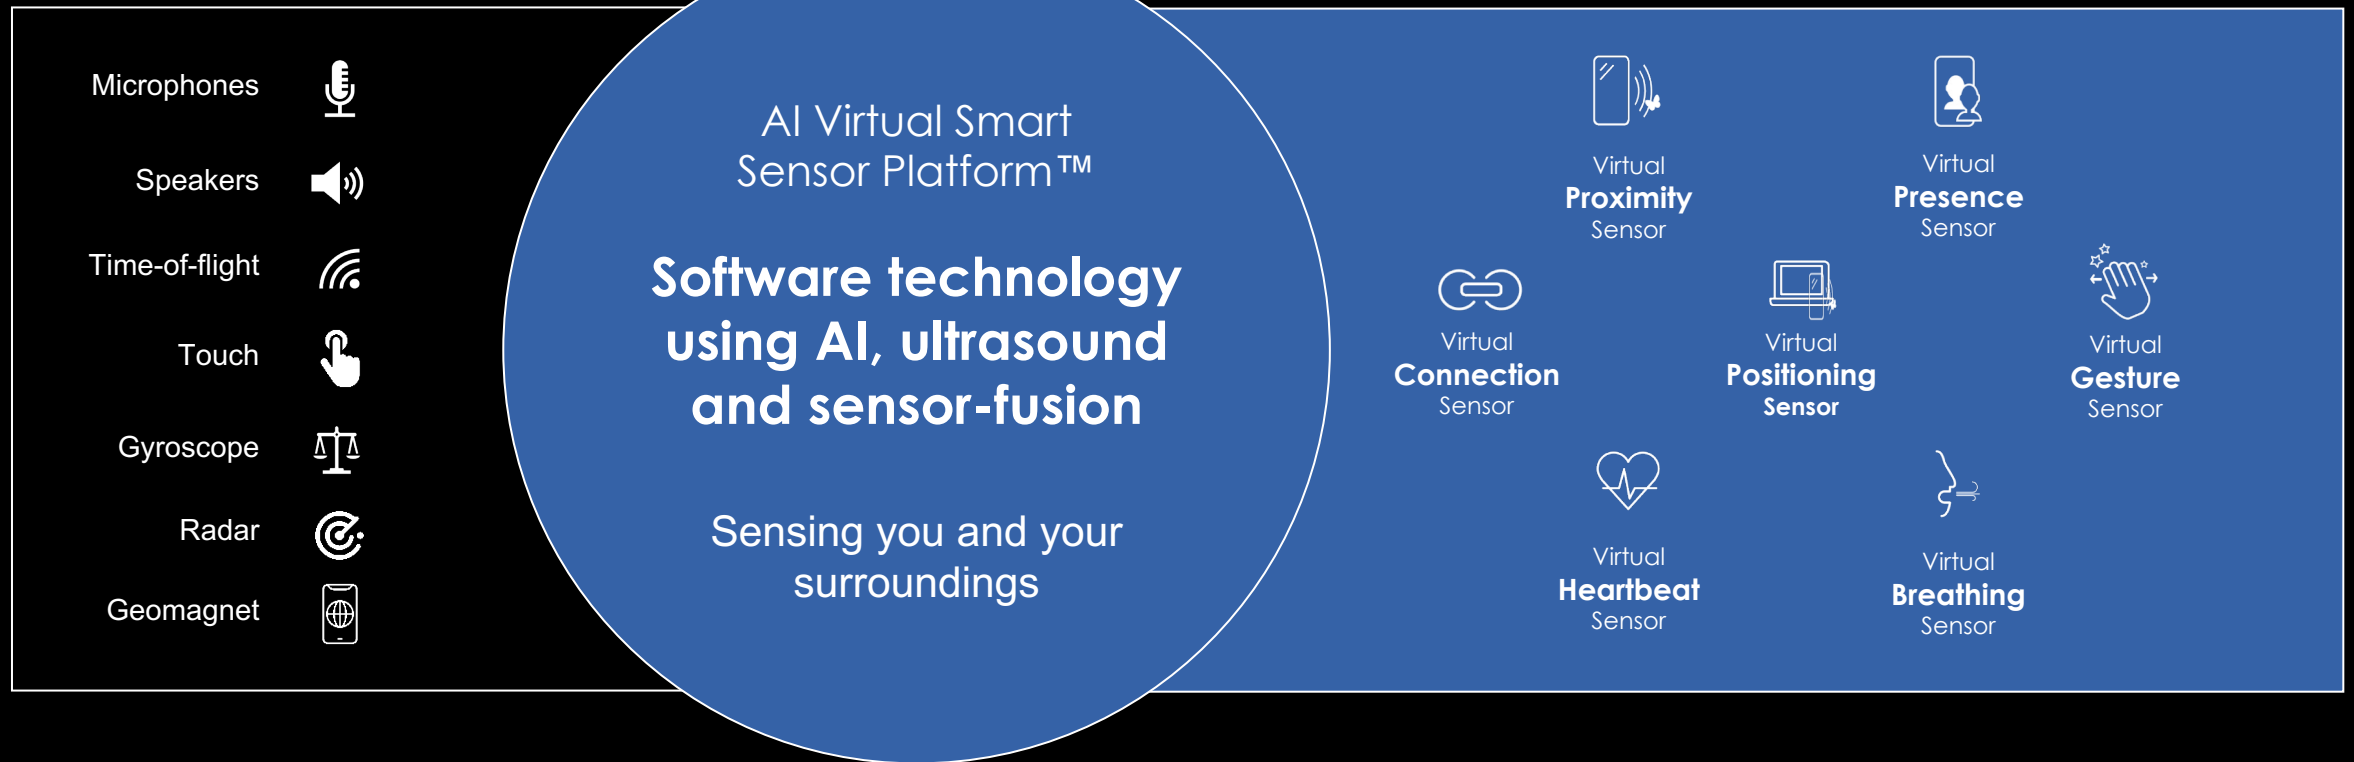 Microphones
Speakers
Time-of-flight
Touch
Gyroscope
Radar
Geomagnet
AI Virtual Smart
Sensor Platform™
Software technology
using AI, ultrasound
and sensor-fusion
Sensing you and your
surroundings
Virtual
Proximity
Sensor
Virtual
Presence
Sensor
Virtual
Connection
Sensor
Virtual
Positioning
Sensor
Virtual
Gesture
Sensor
Virtual
Heartbeat
Sensor
Virtual
Breathing
Sensor